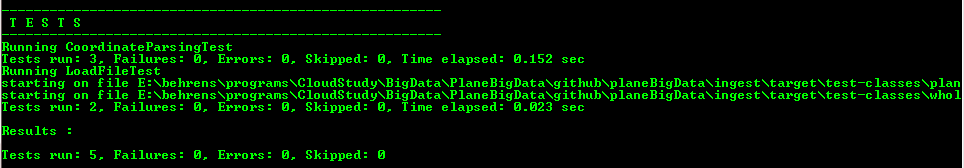 -------------------------------------------------------
 T E S T S
-------------------------------------------------------
Running CoordinateParsingTest
Tests run: 3, Failures: 0, Errors: 0, Skipped: 0, Time elapsed: 0.152 sec
Running LoadFileTest
starting on file E:\behrens\programs\CloudStudy\BigData\PlaneBigData\github\planeBigData\ingest\target\test-classes\plan
starting on file E:\behrens\programs\CloudStudy\BigData\PlaneBigData\github\planeBigData\ingest\target\test-classes\whol
Tests run: 2, Failures: 0, Errors: 0, Skipped: 0, Time elapsed: 0.023 sec
Results :
Tests run: 5, Failures: 0, Errors: 0, Skipped: 0